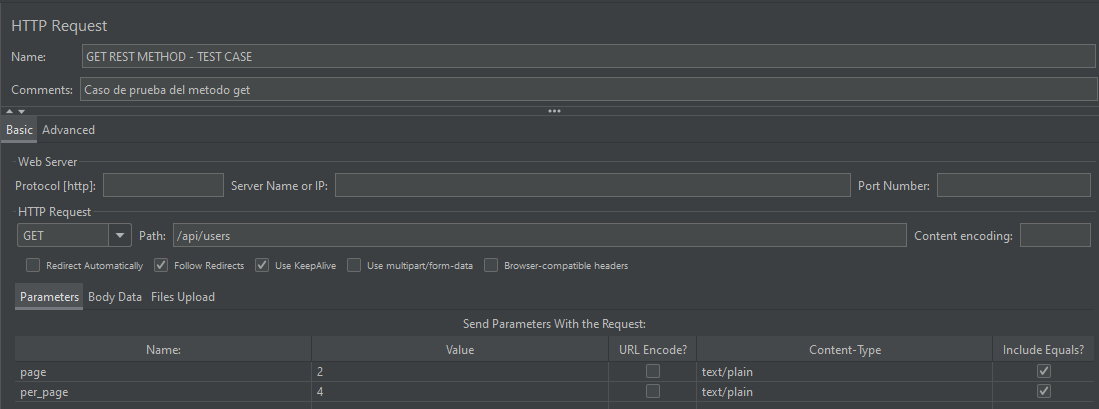 HTTP Request
Name: GET REST METHOD - TEST CASE
Comments: Caso de prueba del metodo get
Basic Advanced
Web Server
Protocol [http]: Server Name or IP: Port Number:
HTTP Request
GET Path: /api/users Content encoding:
Redirect Automatically Follow Redirects Use KeepAlive Use multipart/form-data Browser-compatible headers
Parameters Body Data Files Upload
Send Parameters With the Request:
Name: Value URL Encode? Content-Type Include Equals?
page 2 text/plain
per_page 4 text/plain